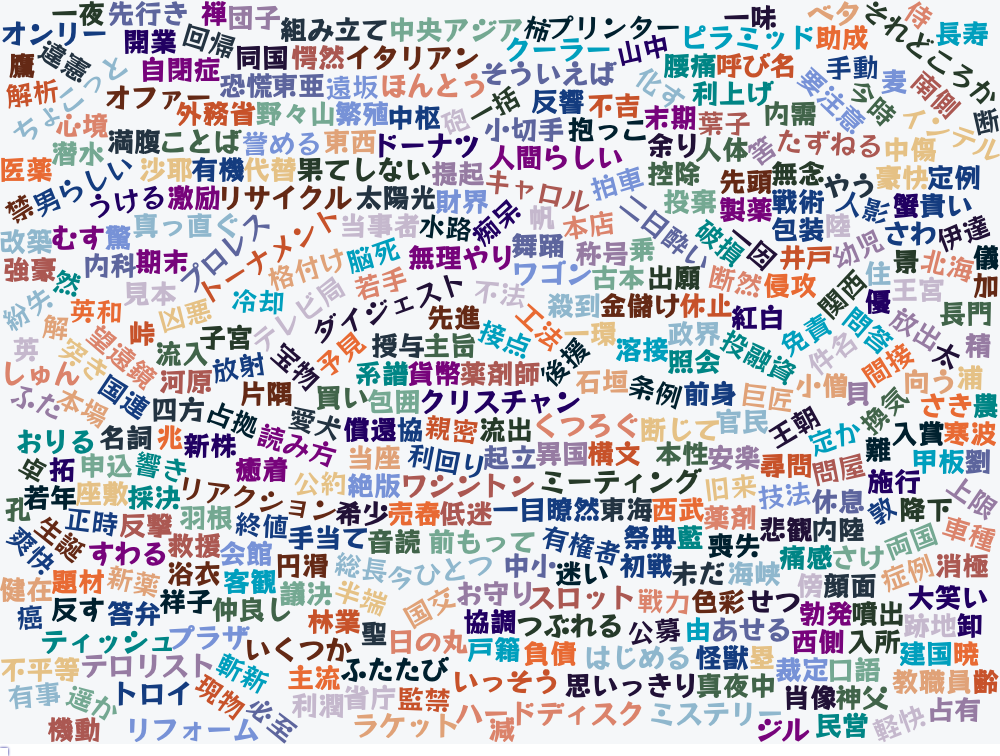 一夜 先行き 禅 団子 組み立て 中央アジア 柿 プリンター 一味 ベタ それどころか 侍 長寿
オンリー 開業 回帰 同国 愕然 イタリアン クーラー 山中 ピラミッド 助成
鷹 違憲 自閉症 恐慌 東亜 遠坂 ほんとう そういえば 化す 腰痛 呼び名 手動 麦 南側
解析 ちょこっと オファー 外務省 野々山 繁殖 中枢 砲 一括 反響 不吉 末期 利上げ 要注意 今時 断
心境 満腹 ことば 誉める 東西 ドーナツ 小切手 抱っこ 余り 葉子 内需 インテル
潜水 人間らしい 人体 舎 たずねる 中傷
医薬 男らしい 沙耶 有機 代替 果てしない 提起 キャロル 拍車 控除 先頭 無念 やう 豪快 定例
禁 うける 激励 リサイクル 太陽光 財界 帆 二日酔い 投棄 製薬 戦術 人影 蟹 貴い
改築 むす 驚 真っ直ぐ プロレス トーナメント 当事者 水路 痴呆 本店 破損 一因 包装 陸 さわ 伊達
強豪 然 内科 期末 格付け 脳死 無理やり 舞踊 称号 乗 井戸 幼児 景 北海 儀
紛失 見本 冷却 テレビ局 若手 ワゴン 古本 出願 断然 侵攻 関西 住 王宮 加
英和 凶悪 ダイジェスト 不法 殺到 金儲け 休止 紅白 優 長門
解 峠 子宮 先進 工法 一環 政界 免責 問答 放出
英 突き 望遠鏡 流入 宝物 予見 授与 主旨 接点 後援 溶接 照会 投融資 件名 間接 木 精
しゅん 河原 放射 系譜 貨幣 薬剤師 石垣 条例 前身 巨匠 小僧 貝 向う 浦
ふた 本場 国連 四方 占拠 片隅 愛犬 買い 包囲 クリスチャン 官民 王朝 換気 さき 農
おりる 名詞 兆 新株 読み方 償還 協 親密 流出 くつろぐ 断じて 定か 難 入賞 寒波
卓 拓 申込 響き 癒着 当座 利回り 起立 異国 横文 本性 安楽 尋問 問屋 甲板 劉
孔 若年 座敷 採決 リアクション 公約 絶版 ワシントン ミーティング 旧来 技法 休息 施行 上限
爽快 生誕 正時 反撃 羽根 終値 手当て 希少 売春 低迷 一目瞭然 東海 西武 薬剤 敦 降下 車種
すわる 救援 会館 音読 前もって 有権者 祭典 藍 喪失 悲観 内陸 両国
健在 題材 新薬 浴衣 客観 円滑 総長 今ひとつ 中小 迷い 初戦 未だ 海峡 痛感 さけ 症例 消極
癌 反す 答弁 祥子 仲良し 議決 半端 国交 お守り スロット 戦力 色彩 せつ 傍 顔面 大笑い
林業 聖 協調 つぶれる 公募 由 あせる 勃発 噴出 跡地 卸
ティッシュ プラザ いくつか 日の丸 戸籍 負債 はじめる 怪獣 塁 西側 入所 建国 暁
不平等 テロリスト 斬新 主流 ふたたび いっそう 思いっきり 真夜中 裁定 口語 教職員 齢
有事 遥か トロイ 現物 必至 利潤 省庁 監禁 ハードディスク ミステリー 肖像 神父 占有
機動 リフォーム ラケット 減 ジル 民営 軽快